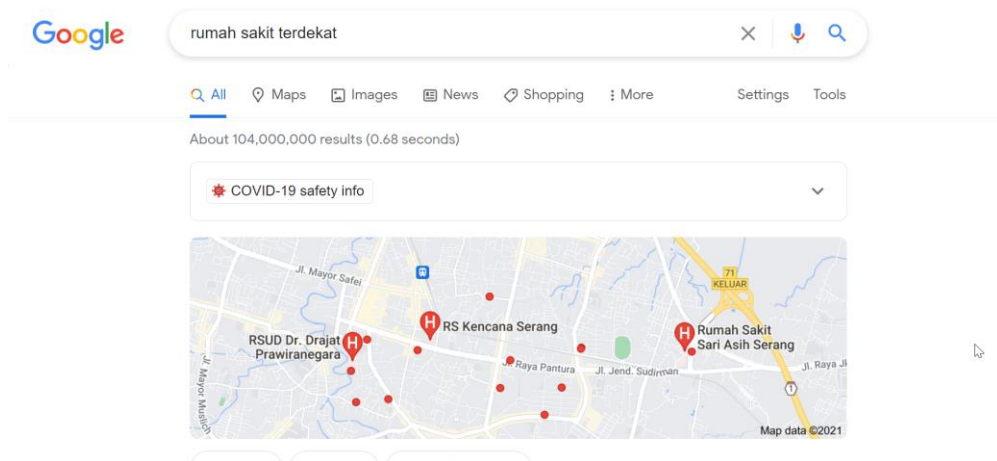 Google
rumah sakit terdekat
All Maps Images News Shopping More Settings Tools
About 104,000,000 results (0.68 seconds)
COVID-19 safety info
71
KELUAR
Jl. Mayor Safei
RS Kencana Serang
Rumah Sakit
Sari Asih Serang
RSUD Dr. Drajat
Prawiranegara
Raya Pantura
Jl. Jend. Sudirman
Jl. Raya
Jl. Mayor Muslich
1
Map data ©2021